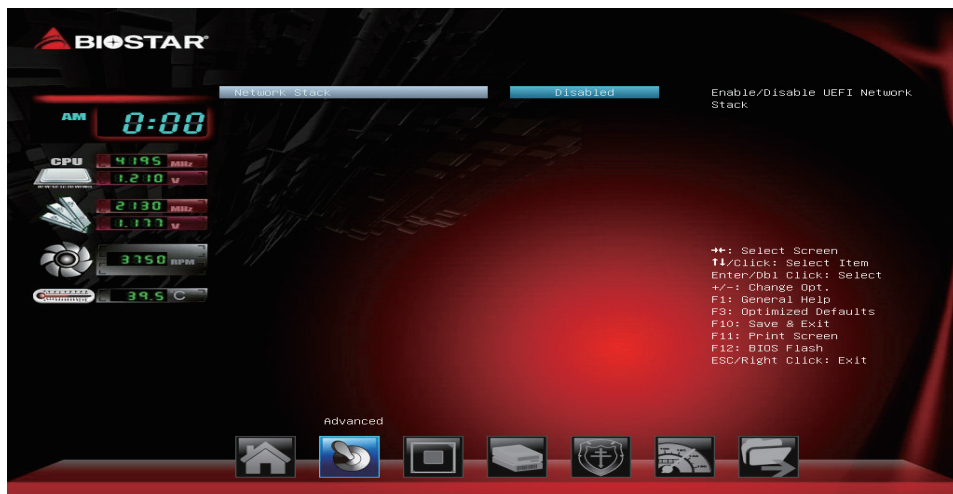 BIOSTAR
Network Stack Disabled
Enable/Disable UEFI Network
Stack
AM 0:00
CPU 4195 MHz
1.210 V
2130 MHz
1.177 V
3750 RPM
39.5 C
→←: Select Screen
↑↓/Click: Select Item
Enter/Dbl Click: Select
+/-: Change Opt.
F1: General Help
F3: Optimized Defaults
F10: Save & Exit
F11: Print Screen
F12: BIOS Flash
ESC/Right Click: Exit
Advanced